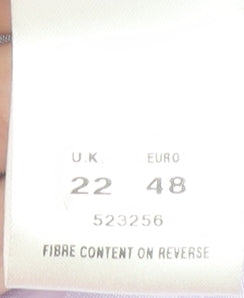 U.K. EURO
22 48
523256
FIBRE CONTENT ON REVERSE